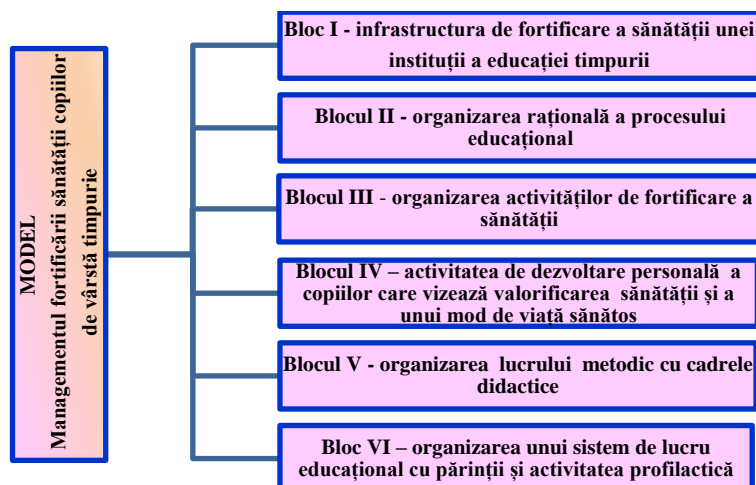 MODEL
Managementul fortificării sănătății copiilor
de vârstă timpurie
Bloc I - infrastructura de fortificare a sănătății unei
instituții a educației timpurii
Blocul II - organizarea rațională a procesului
educațional
Blocul III - organizarea activităților de fortificare a
sănătății
Blocul IV – activitatea de dezvoltare personală a
copiilor care vizează valorificarea sănătății și a
unui mod de viață sănătos
Blocul V - organizarea lucrului metodic cu cadrele
didactice
Bloc VI – organizarea unui sistem de lucru
educațional cu părinții și activitatea profilactică